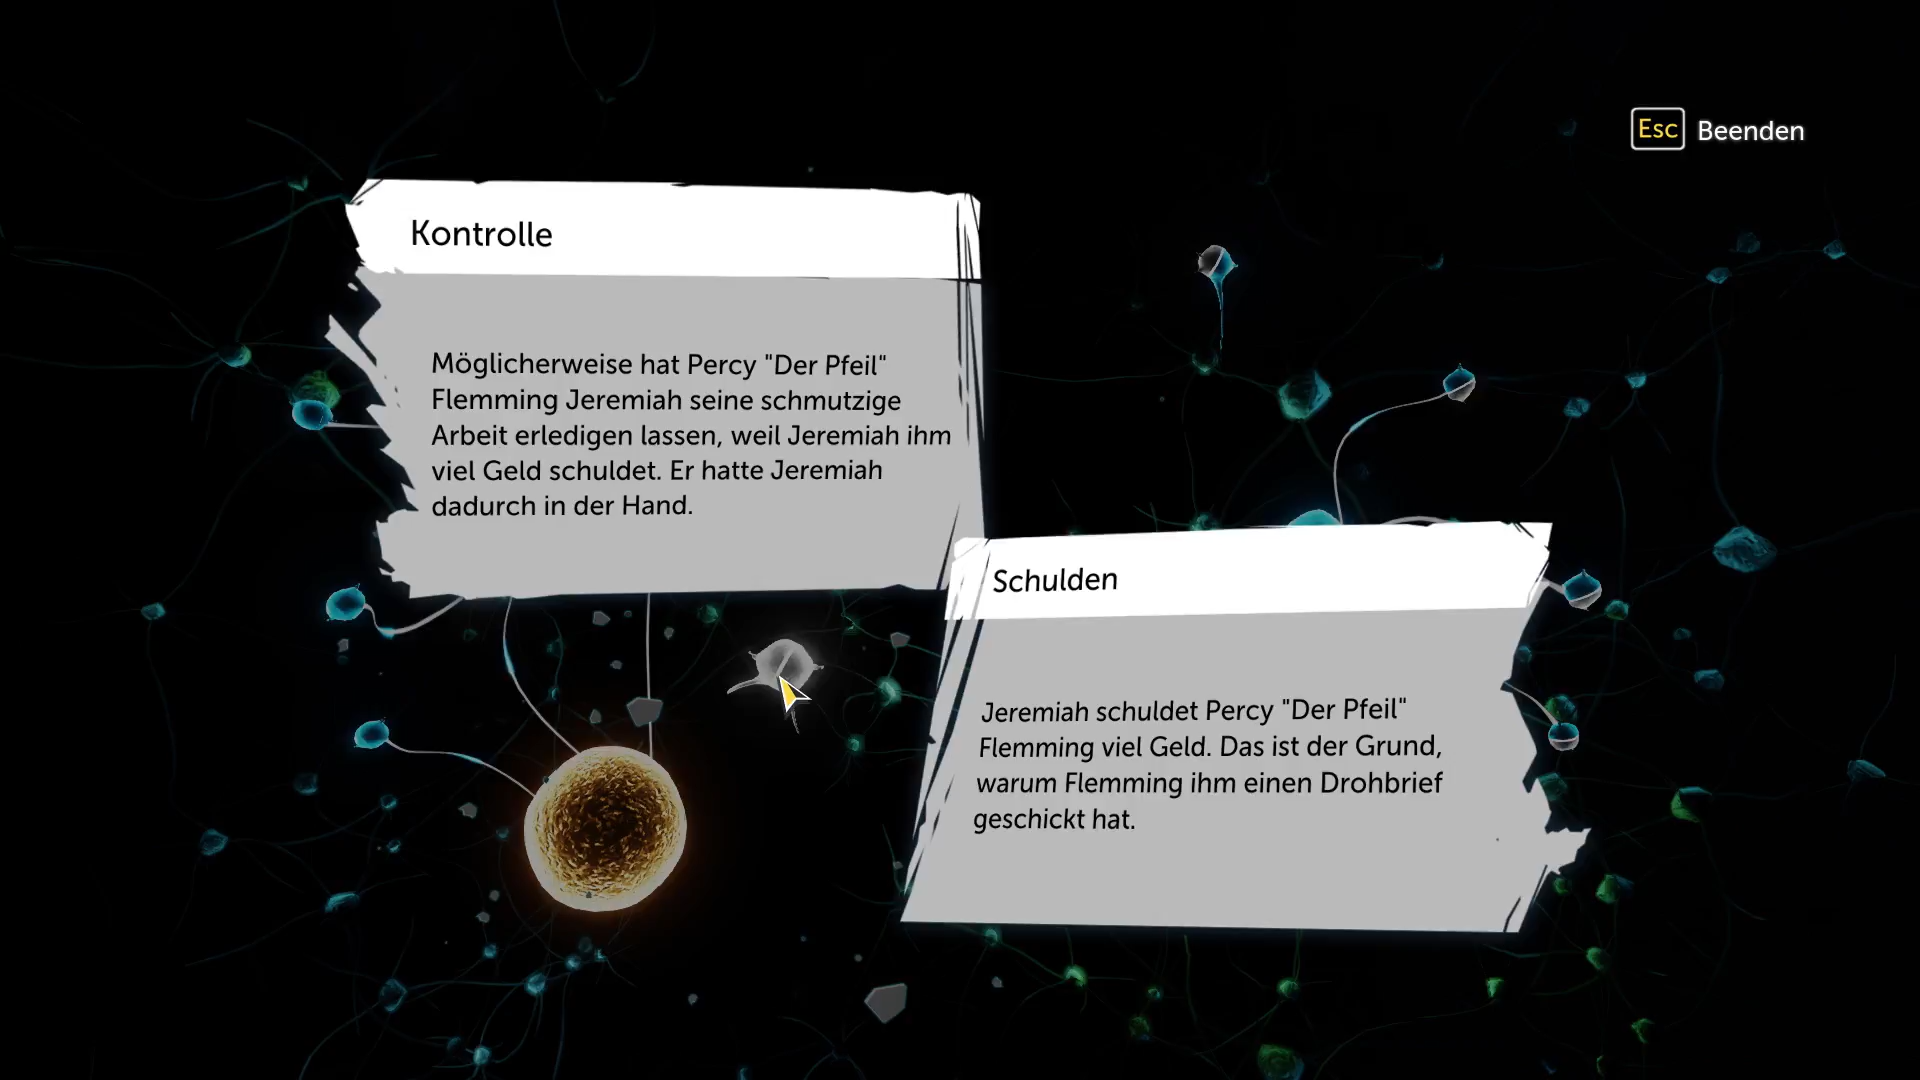 Esc Beenden
Kontrolle
Möglicherweise hat Percy "Der Pfeil"
Flemming Jeremiah seine schmutzige
Arbeit erledigen lassen, weil Jeremiah ihm
viel Geld schuldet. Er hatte Jeremiah
dadurch in der Hand.
Schulden
Jeremiah schuldet Percy "Der Pfeil"
Flemming viel Geld. Das ist der Grund,
warum Flemming ihm einen Drohbrief
geschickt hat.